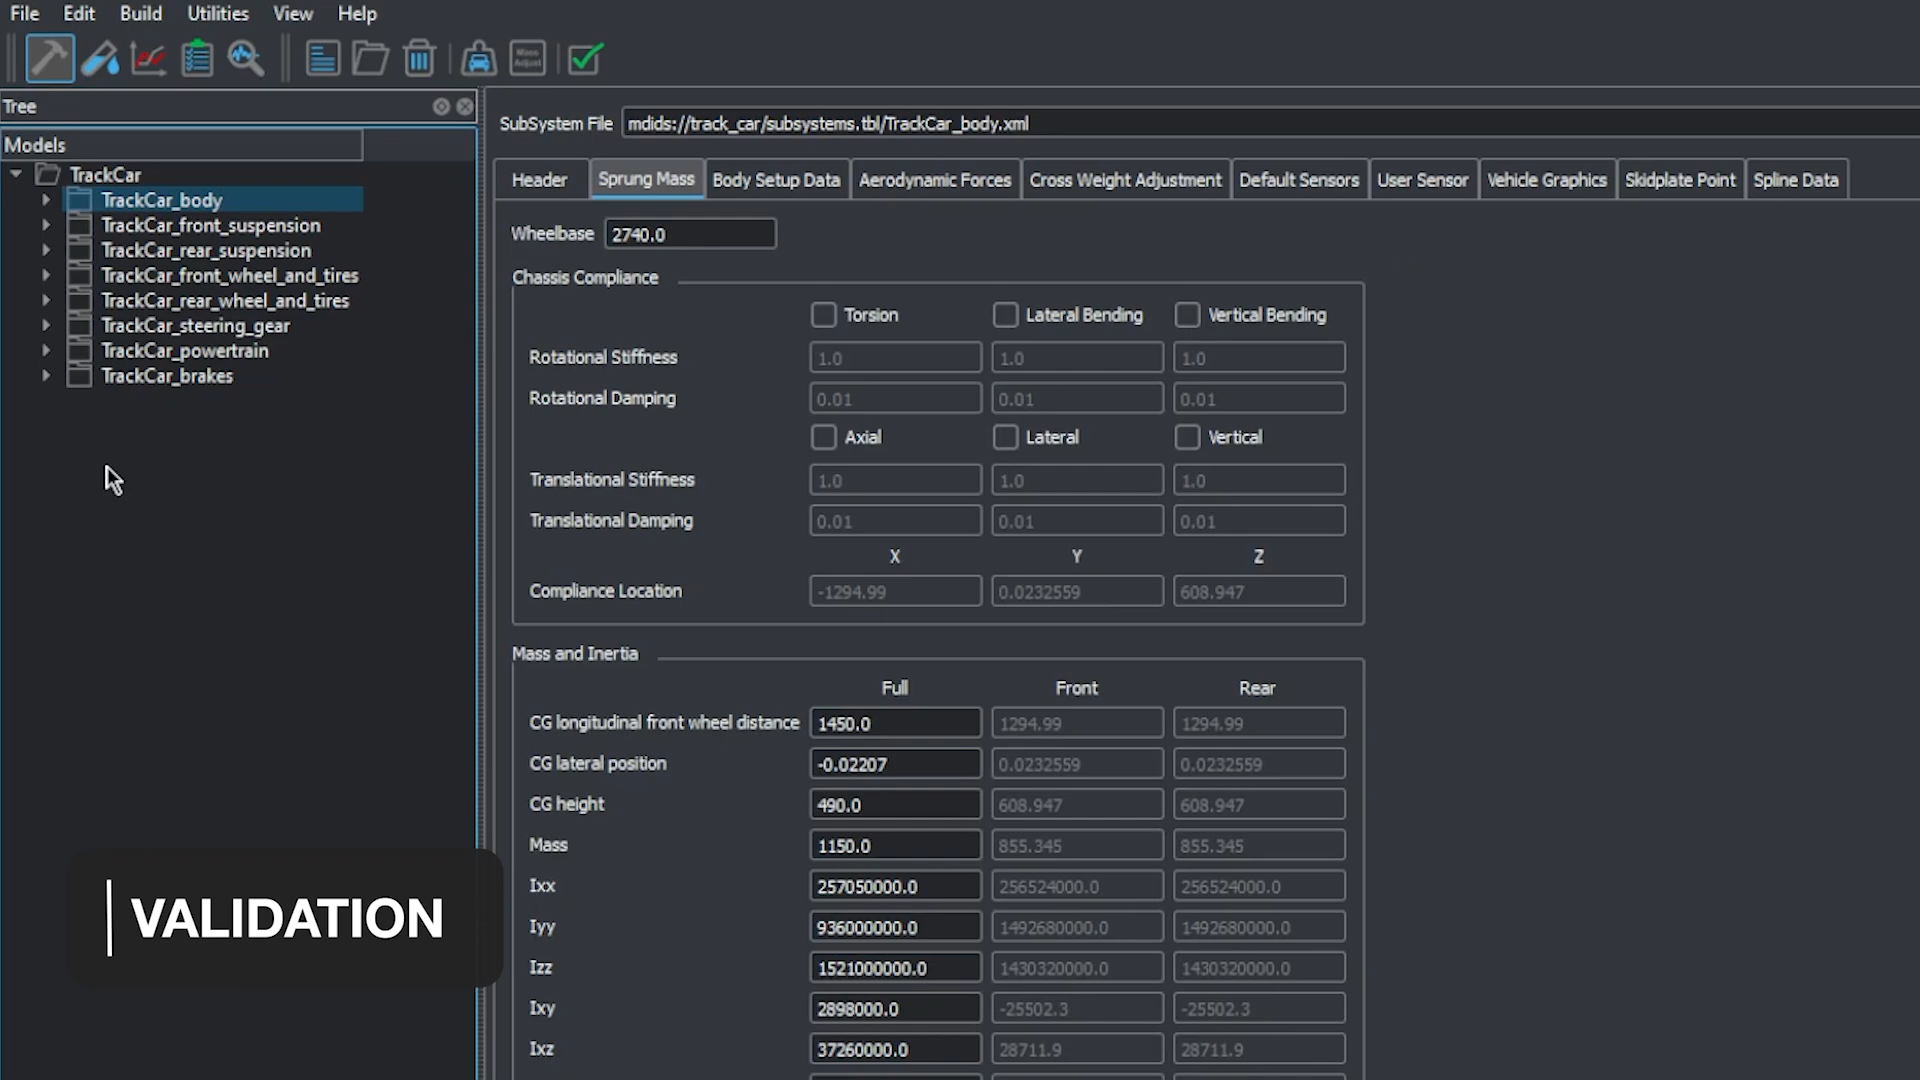 File Edit Build Utilities View Help
Mass Adjust
Tree
Models
TrackCar
TrackCar_body
TrackCar_front_suspension
TrackCar_rear_suspension
TrackCar_front_wheel_and_tires
TrackCar_rear_wheel_and_tires
TrackCar_steering_gear
TrackCar_powertrain
TrackCar_brakes
VALIDATION
SubSystem File mdids://track_car/subsystems.tbl/TrackCar_body.xml
Header Sprung Mass Body Setup Data Aerodynamic Forces Cross Weight Adjustment Default Sensors User Sensor Vehicle Graphics Skidplate Point Spline Data
Wheelbase 2740.0
Chassis Compliance
Torsion Lateral Bending Vertical Bending
Rotational Stiffness 1.0 1.0 1.0
Rotational Damping 0.01 0.01 0.01
Axial Lateral Vertical
Translational Stiffness 1.0 1.0 1.0
Translational Damping 0.01 0.01 0.01
X Y Z
Compliance Location -1294.99 0.0232559 608.947
Mass and Inertia
Full Front Rear
CG longitudinal front wheel distance 1450.0 1294.99 1294.99
CG lateral position -0.02207 0.0232559 0.0232559
CG height 490.0 608.947 608.947
Mass 1150.0 855.345 855.345
Ixx 257050000.0 256524000.0 256524000.0
Iyy 936000000.0 1492680000.0 1492680000.0
Izz 1521000000.0 1430320000.0 1430320000.0
Ixy 2898000.0 -25502.3 -25502.3
Ixz 37260000.0 28711.9 28711.9